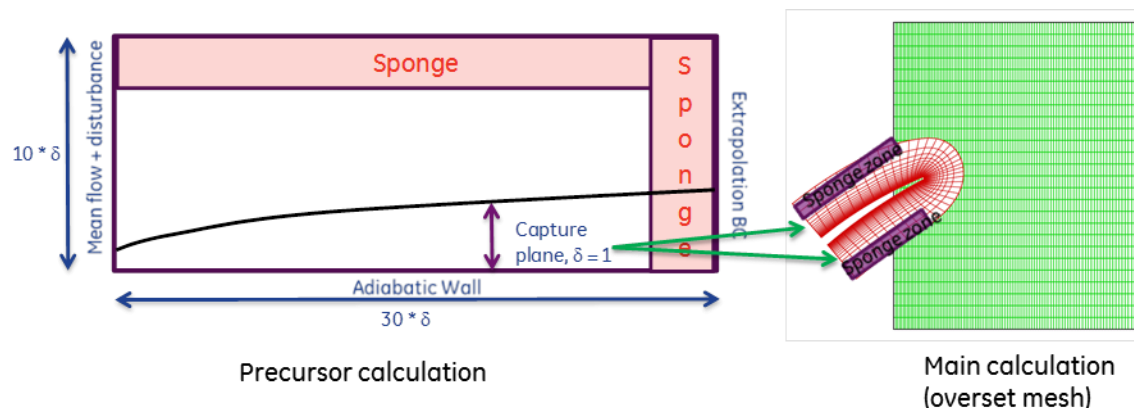 Sponge
Sponge
Mean flow + disturbance
10 * δ
Extrapolation BC
Capture
plane, δ = 1
Adiabatic Wall
30 * δ
Precursor calculation
Sponge zone
Sponge zone
Main calculation
(overset mesh)